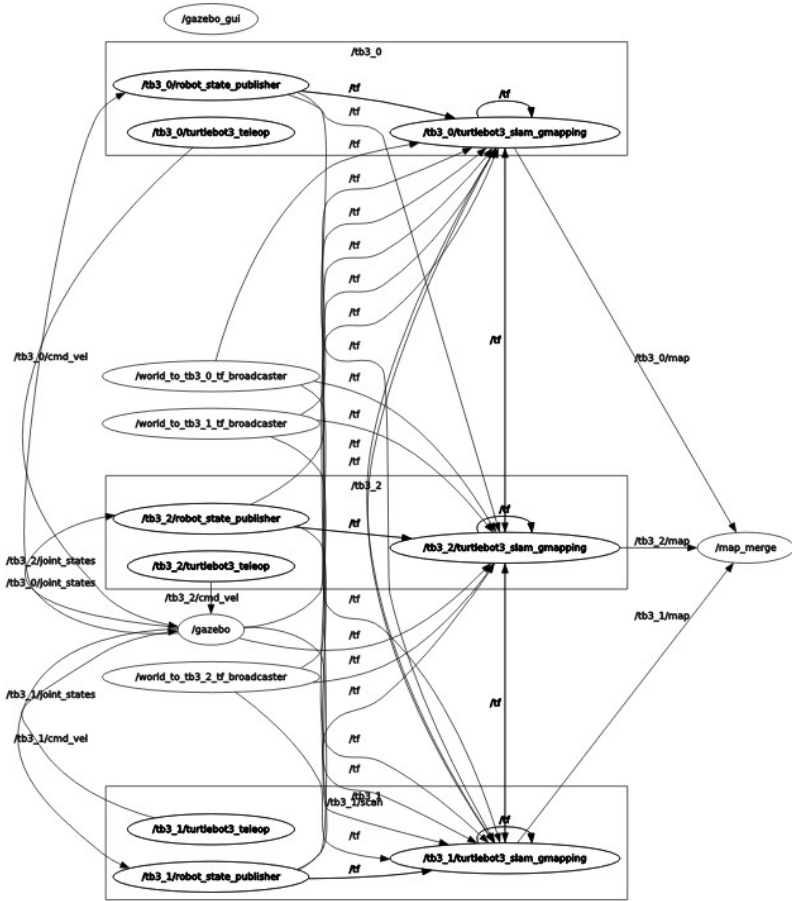 /gazebo_gui
/tb3_0
/tb3_0/robot_state_publisher
/tf
/tf
/tf
/tb3_0/turtlebot3_teleop
/tb3_0/turtlebot3_slam_gmapping
/tf
/tf
/tf
/tf
/tf
/tf
/tf
/tb3_0/cmd_vel
/tb3_0/map
/world_to_tb3_0_tf_broadcaster
/tf
/world_to_tb3_1_tf_broadcaster
/tf
/tf
/tf
/tb3_2
/tb3_2/robot_state_publisher
/tf
/tf
/tb3_2/turtlebot3_slam_gmapping
/tb3_2/map
/map_merge
/tb3_2/joint_states
/tb3_2/turtlebot3_teleop
/tb3_0/joint_states
/tb3_2/cmd_vel
/tf
/tf
/tb3_1/map
/gazebo
/tf
/tb3_1/joint_states
/world_to_tb3_2_tf_broadcaster
/tf
/tf
/tb3_1/cmd_vel
/tf
/tf
/tb3_1
/tb3_1/scan
/tf
/tb3_1/turtlebot3_teleop
/tf
/tb3_1/turtlebot3_slam_gmapping
/tb3_1/robot_state_publisher
/tf